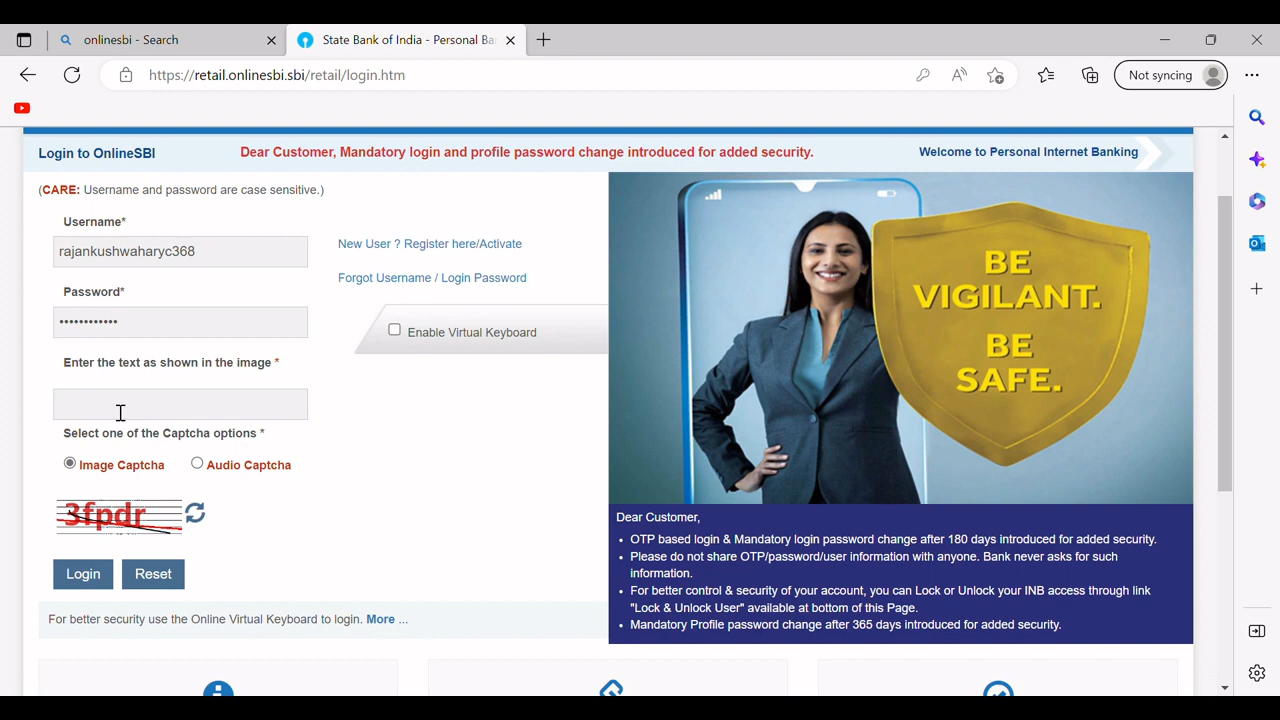 onlinesbi - Search
State Bank of India - Personal Ba
https://retail.onlinesbi.sbi/retail/login.htm
Not syncing
Login to OnlineSBI
Dear Customer, Mandatory login and profile password change introduced for added security.
Welcome to Personal Internet Banking
(CARE: Username and password are case sensitive.)
Username*
rajankushwaharyc368
New User ? Register here/Activate
Forgot Username / Login Password
Password*
••••••••••••
Enable Virtual Keyboard
Enter the text as shown in the image *
Select one of the Captcha options *
Image Captcha
Audio Captcha
3fpdr
Login
Reset
For better security use the Online Virtual Keyboard to login. More ...
BE
VIGILANT.
BE
SAFE.
Dear Customer,
• OTP based login & Mandatory login password change after 180 days introduced for added security.
• Please do not share OTP/password/user information with anyone. Bank never asks for such
information.
• For better control & security of your account, you can Lock or Unlock your INB access through link
"Lock & Unlock User" available at bottom of this Page.
• Mandatory Profile password change after 365 days introduced for added security.